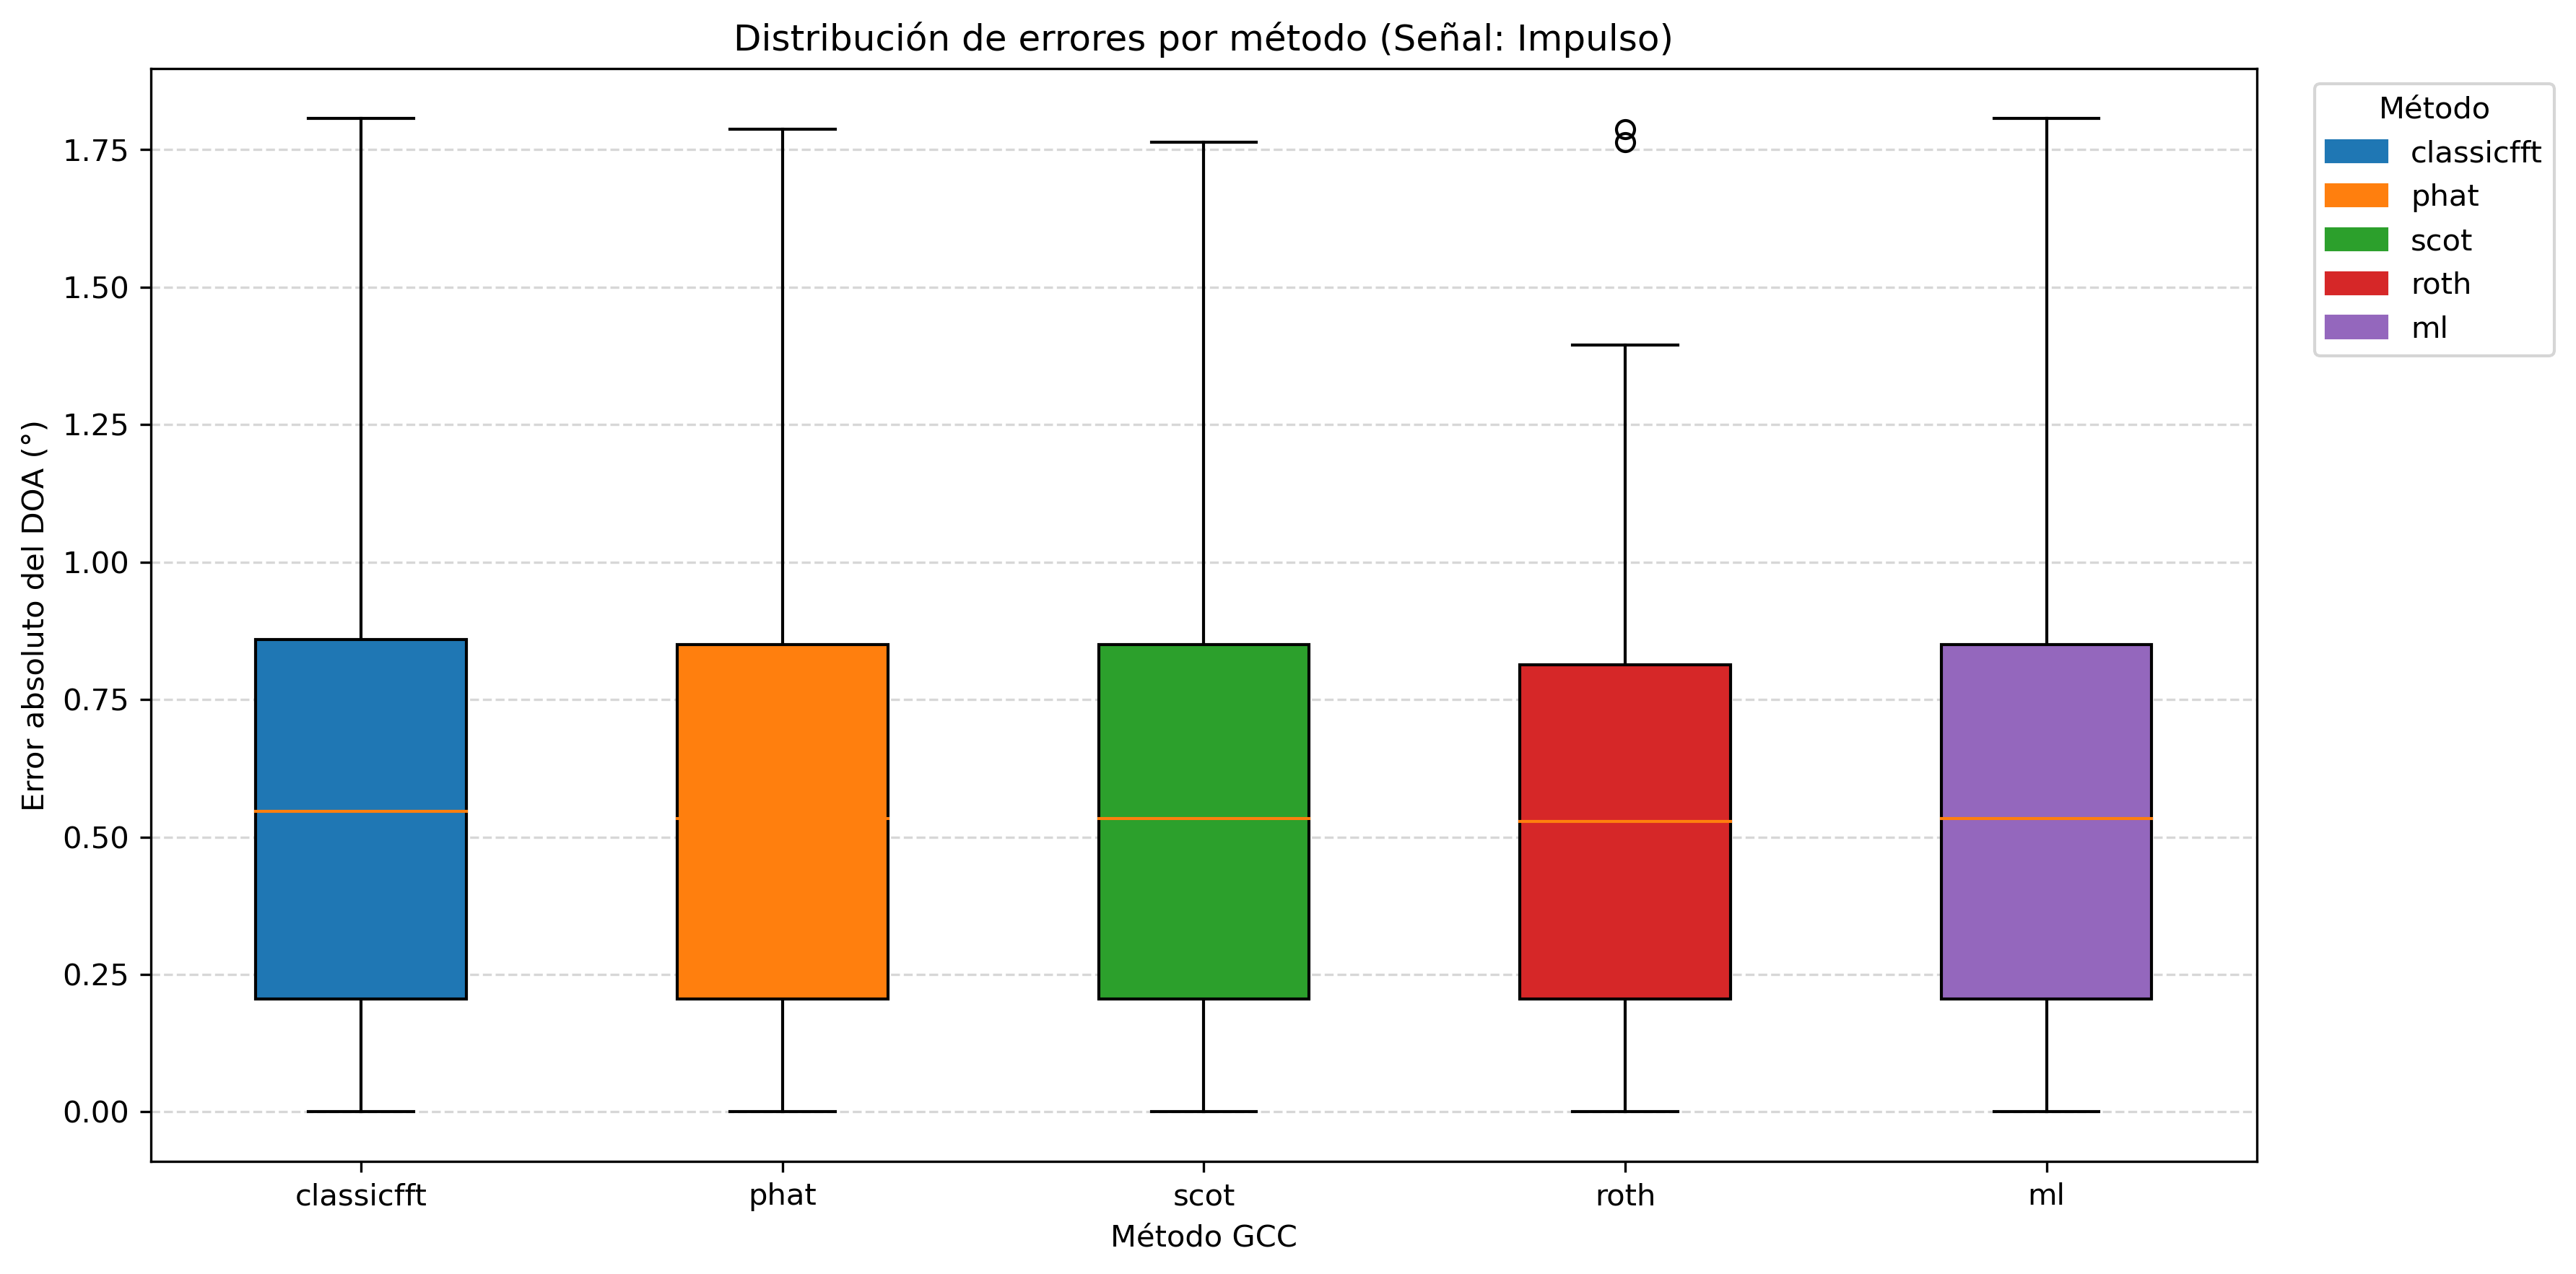 Distribución de errores por método (Señal: Impulso)
Error absoluto del DOA (°)
1.75
1.50
1.25
1.00
0.75
0.50
0.25
0.00
classicfft
phat
scot
roth
ml
Método GCC
Método
classicfft
phat
scot
roth
ml